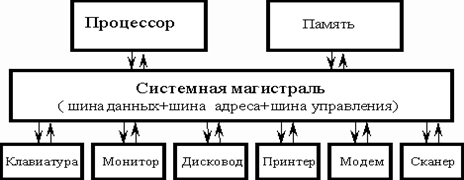 Процессор
Память
Системная магистраль
( шина данных+шина адреса+шина управления)
Клавиатура
Монитор
Дисковод
Принтер
Модем
Сканер